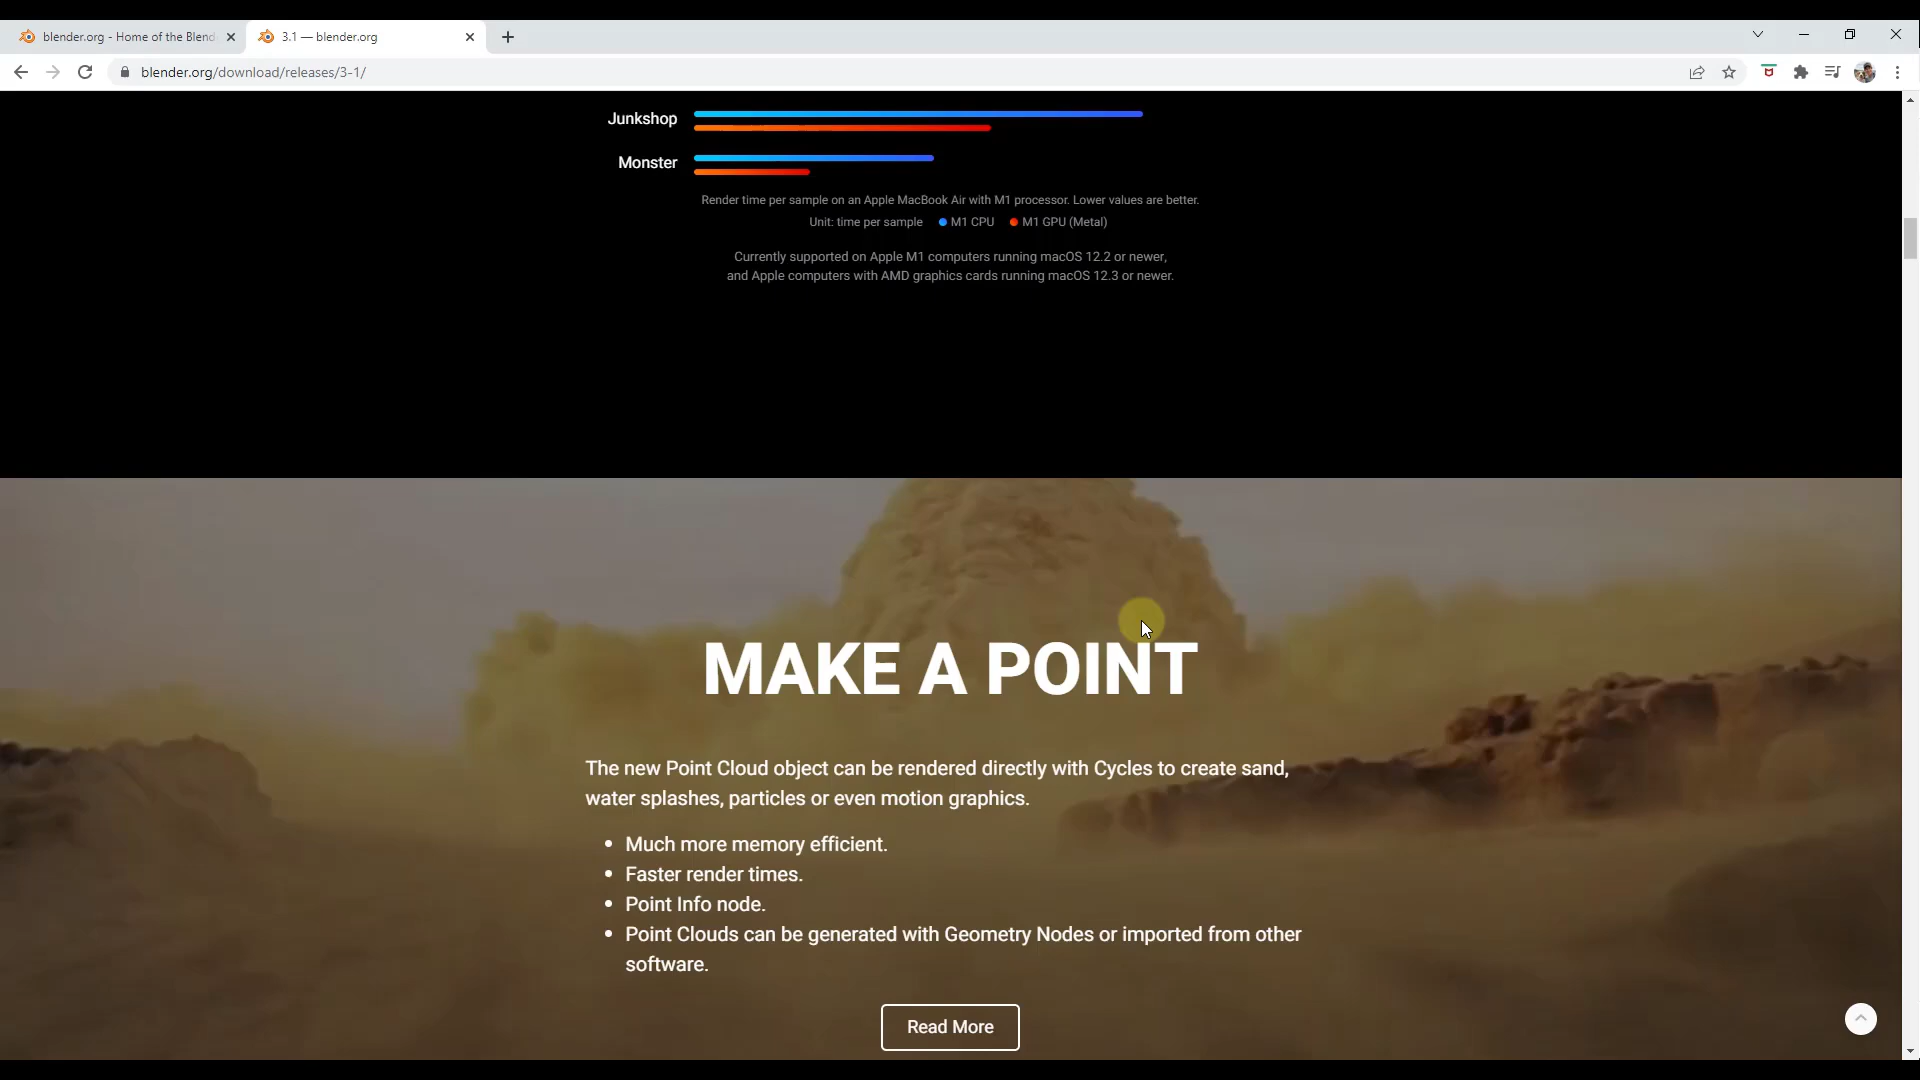 blender.org - Home of the Blend
3.1 — blender.org
blender.org/download/releases/3-1/
Junkshop
Monster
Render time per sample on an Apple MacBook Air with M1 processor. Lower values are better.
Unit: time per sample M1 CPU M1 GPU (Metal)
Currently supported on Apple M1 computers running macOS 12.2 or newer,
and Apple computers with AMD graphics cards running macOS 12.3 or newer.
MAKE A POINT
The new Point Cloud object can be rendered directly with Cycles to create sand,
water splashes, particles or even motion graphics.
• Much more memory efficient.
• Faster render times.
• Point Info node.
• Point Clouds can be generated with Geometry Nodes or imported from other
software.
Read More